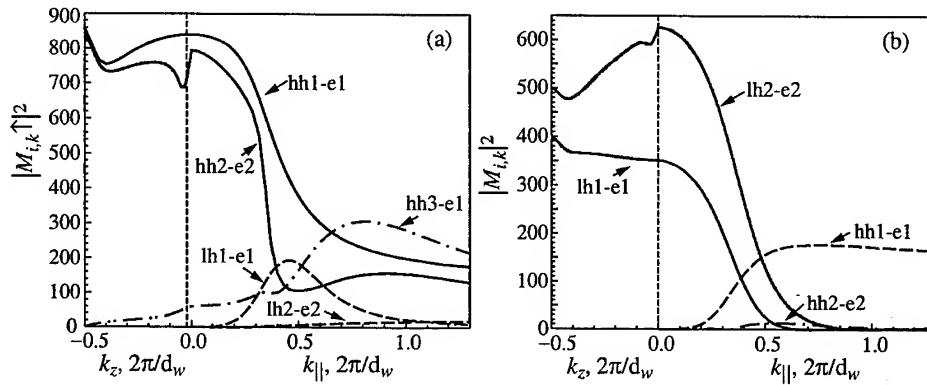 (a)
|M_{i,k}↑|^2
900
800
700
600
500
400
300
200
100
0
hh1-e1
hh2-e2
hh3-e1
lh1-e1
lh2-e2
−0.5
0.0
0.5
1.0
k_z, 2π/d_w
k_{||}, 2π/d_w
(b)
|M_{i,k}|^2
600
500
400
300
200
100
0
lh2-e2
lh1-e1
hh1-e1
hh2-e2
−0.5
0.0
0.5
1.0
k_z, 2π/d_w
k_{||}, 2π/d_w